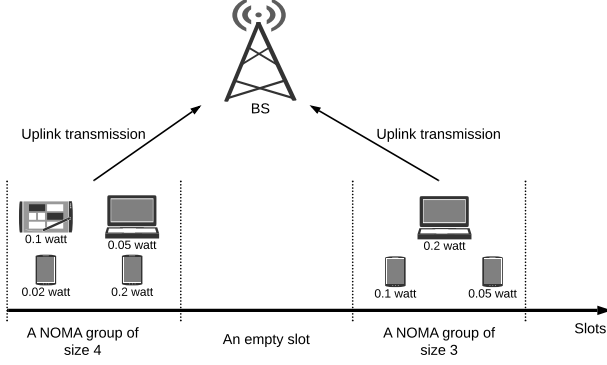 BS
Uplink transmission
Uplink transmission
0.1 watt
0.05 watt
0.02 watt
0.2 watt
0.2 watt
0.1 watt
0.05 watt
A NOMA group of
size 4
An empty slot
A NOMA group of
size 3
Slots